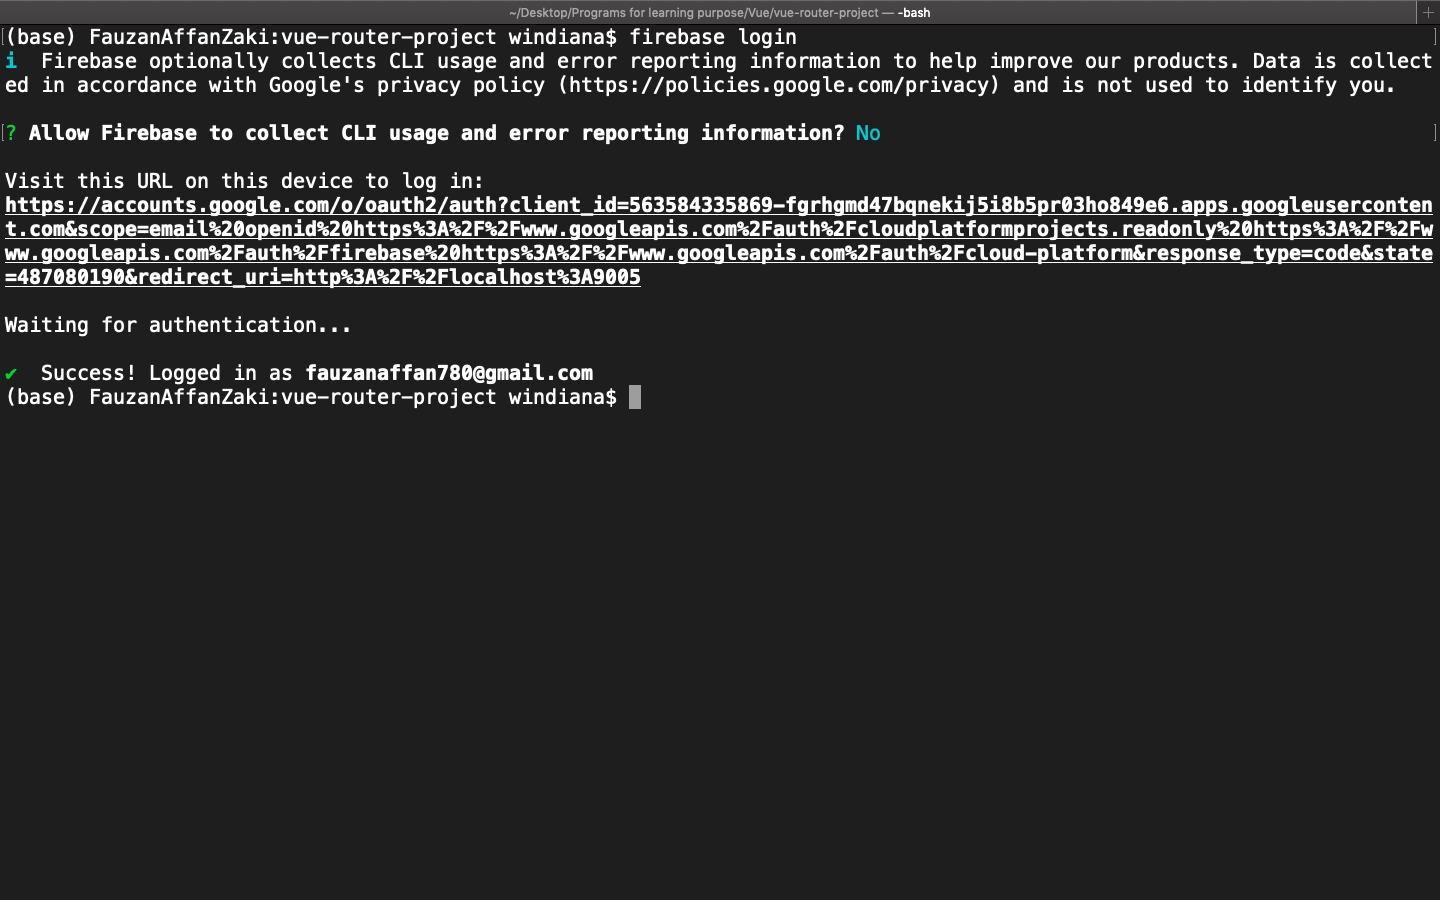 ~/Desktop/Programs for learning purpose/Vue/vue-router-project — -bash
(base) FauzanAffanZaki:vue-router-project windiana$ firebase login
i  Firebase optionally collects CLI usage and error reporting information to help improve our products. Data is collect
ed in accordance with Google's privacy policy (https://policies.google.com/privacy) and is not used to identify you.
? Allow Firebase to collect CLI usage and error reporting information? No
Visit this URL on this device to log in:
https://accounts.google.com/o/oauth2/auth?client_id=563584335869-fgrhgmd47bqnekij5i8b5pr03ho849e6.apps.googleuserconten
t.com&scope=email%20openid%20https%3A%2F%2Fwww.googleapis.com%2Fauth%2Fcloudplatformprojects.readonly%20https%3A%2F%2Fw
ww.googleapis.com%2Fauth%2Ffirebase%20https%3A%2F%2Fwww.googleapis.com%2Fauth%2Fcloud-platform&response_type=code&state
=487080190&redirect_uri=http%3A%2F%2Flocalhost%3A9005
Waiting for authentication...
✔  Success! Logged in as fauzanaffan780@gmail.com
(base) FauzanAffanZaki:vue-router-project windiana$